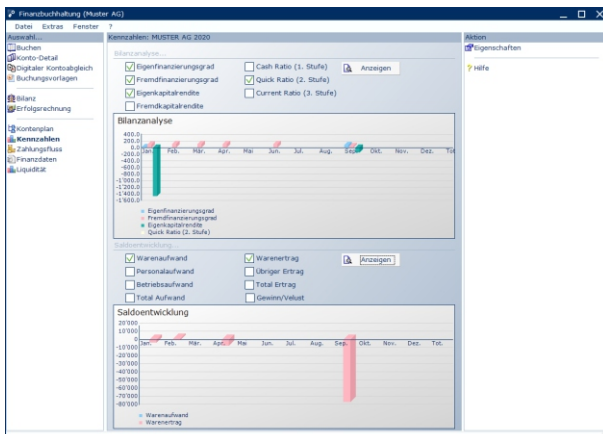 Finanzbuchhaltung (Muster AG)
Datei Extras Fenster ?
Auswahl...
Buchen
Konto-Detail
Digitaler Kontoabgleich
Buchungsvorlagen
Bilanz
Erfolgsrechnung
Kontenplan
Kennzahlen
Zahlungsfluss
Finanzdaten
Liquidität
Kennzahlen: MUSTER AG 2020
Bilanzanalyse...
Eigenfinanzierungsgrad Cash Ratio (1. Stufe) Anzeigen
Fremdfinanzierungsgrad Quick Ratio (2. Stufe)
Eigenkapitalrendite Current Ratio (3. Stufe)
Fremdkapitalrendite
Bilanzanalyse
400.0
200.0
0.0
Jan. Feb. Mär. Apr. Mai Jun. Jul. Aug. Sep. Okt. Nov. Dez. Tot
-200.0
-400.0
-600.0
-800.0
-1'000.0
-1'200.0
-1'400.0
-1'600.0
Eigenfinanzierungsgrad
Fremdfinanzierungsgrad
Eigenkapitalrendite
Quick Ratio (2. Stufe)
Saldoentwicklung...
Warenaufwand Warenertrag Anzeigen
Personalaufwand Übriger Ertrag
Betriebsaufwand Total Ertrag
Total Aufwand Gewinn/Velust
Saldoentwicklung
20'000
10'000
0
Jan. Feb. Mär. Apr. Mai Jun. Jul. Aug. Sep. Okt. Nov. Dez. Tot.
-10'000
-20'000
-30'000
-40'000
-50'000
-60'000
-70'000
-80'000
Warenaufwand
Warenertrag
Aktion
Eigenschaften
Hilfe